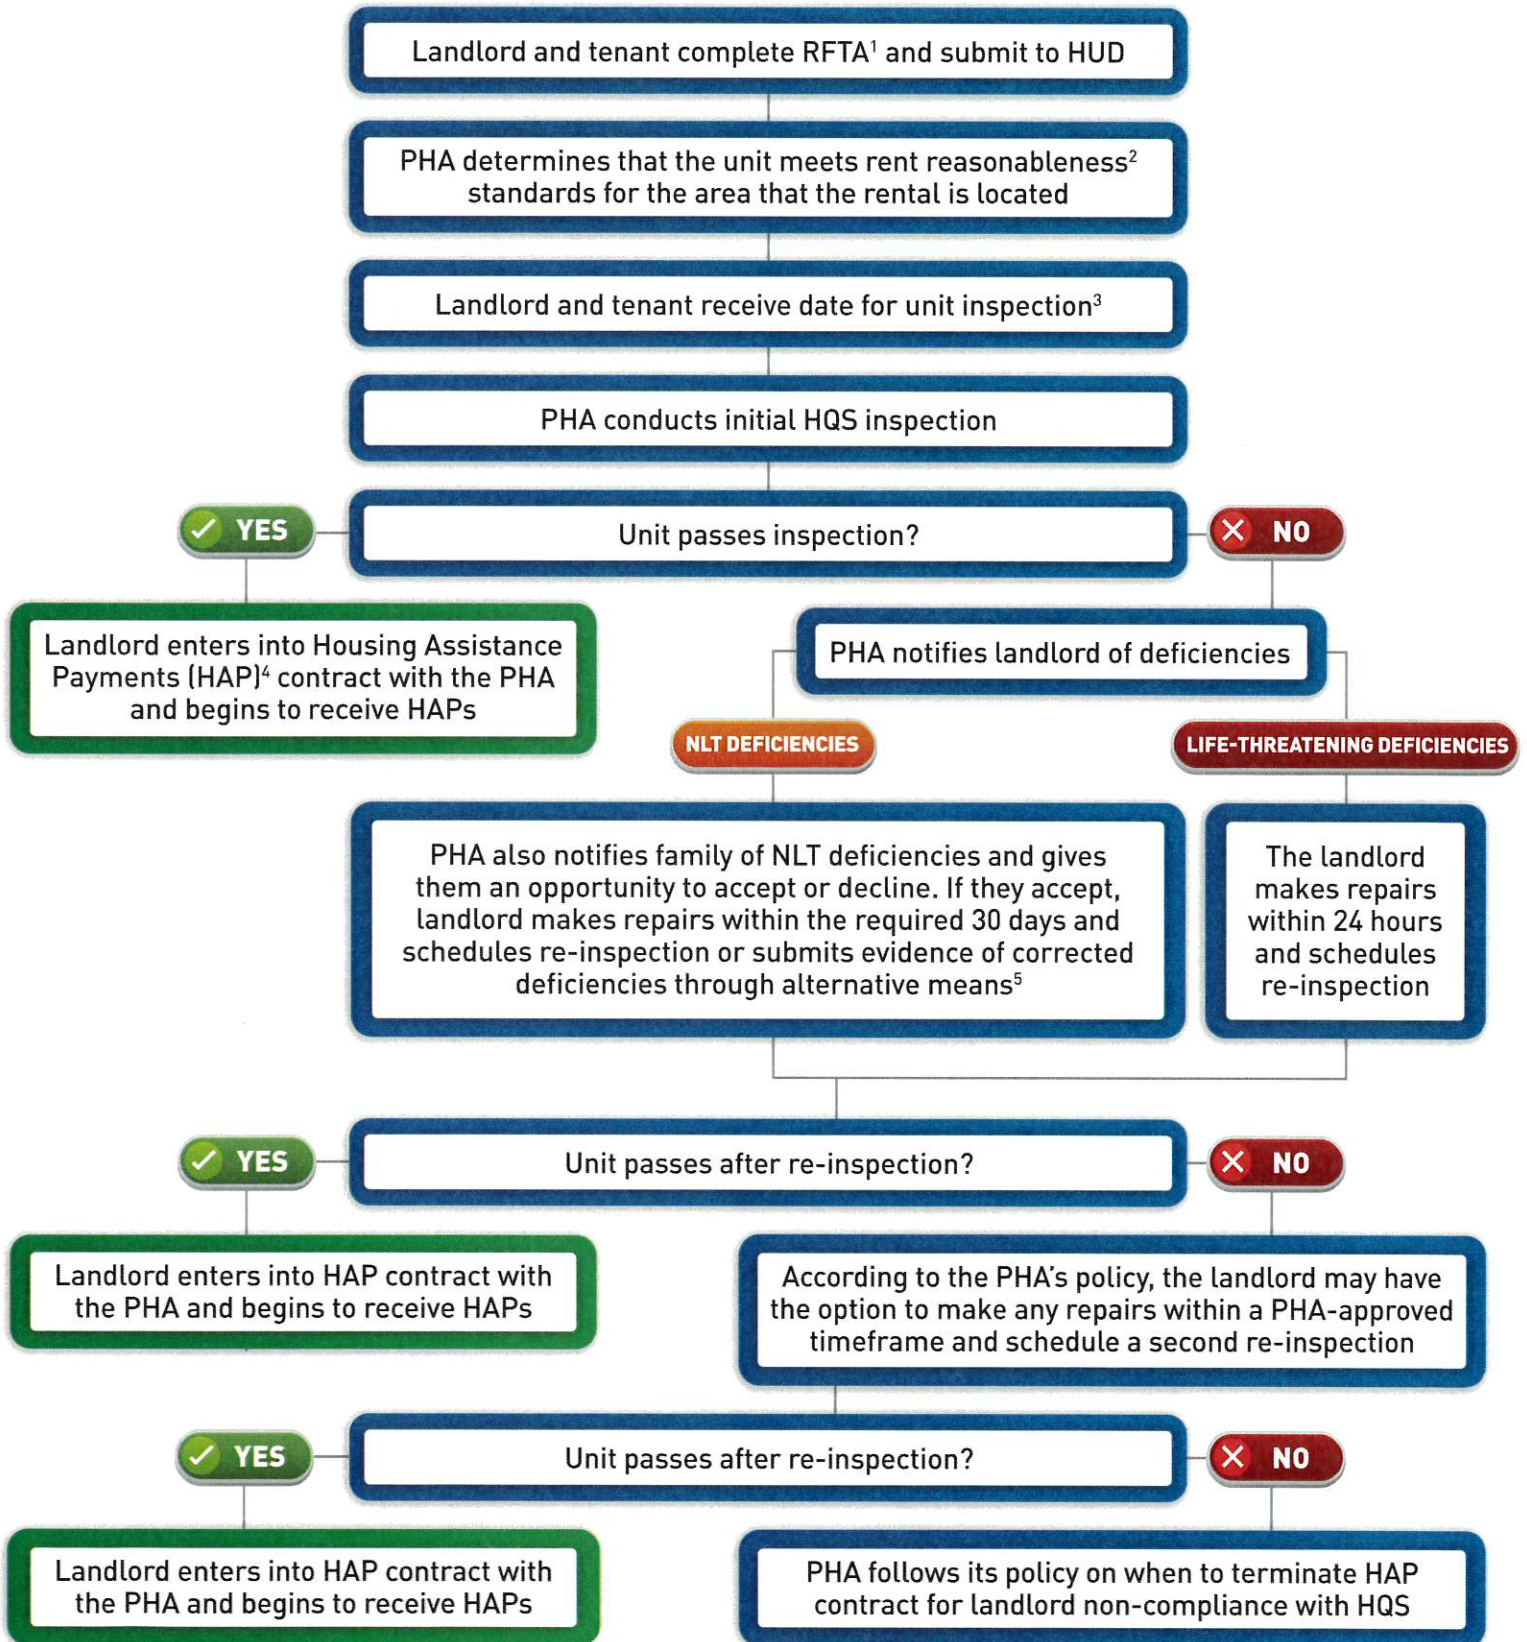 Landlord and tenant complete RFTA¹ and submit to HUD
PHA determines that the unit meets rent reasonableness²
standards for the area that the rental is located
Landlord and tenant receive date for unit inspection³
PHA conducts initial HQS inspection
YES
Unit passes inspection?
NO
Landlord enters into Housing Assistance
Payments (HAP)⁴ contract with the PHA
and begins to receive HAPs
PHA notifies landlord of deficiencies
NLT DEFICIENCIES
LIFE-THREATENING DEFICIENCIES
PHA also notifies family of NLT deficiencies and gives
them an opportunity to accept or decline. If they accept,
landlord makes repairs within the required 30 days and
schedules re-inspection or submits evidence of corrected
deficiencies through alternative means⁵
The landlord
makes repairs
within 24 hours
and schedules
re-inspection
YES
Unit passes after re-inspection?
NO
Landlord enters into HAP contract with
the PHA and begins to receive HAPs
According to the PHA's policy, the landlord may have
the option to make any repairs within a PHA-approved
timeframe and schedule a second re-inspection
YES
Unit passes after re-inspection?
NO
Landlord enters into HAP contract with
the PHA and begins to receive HAPs
PHA follows its policy on when to terminate HAP
contract for landlord non-compliance with HQS